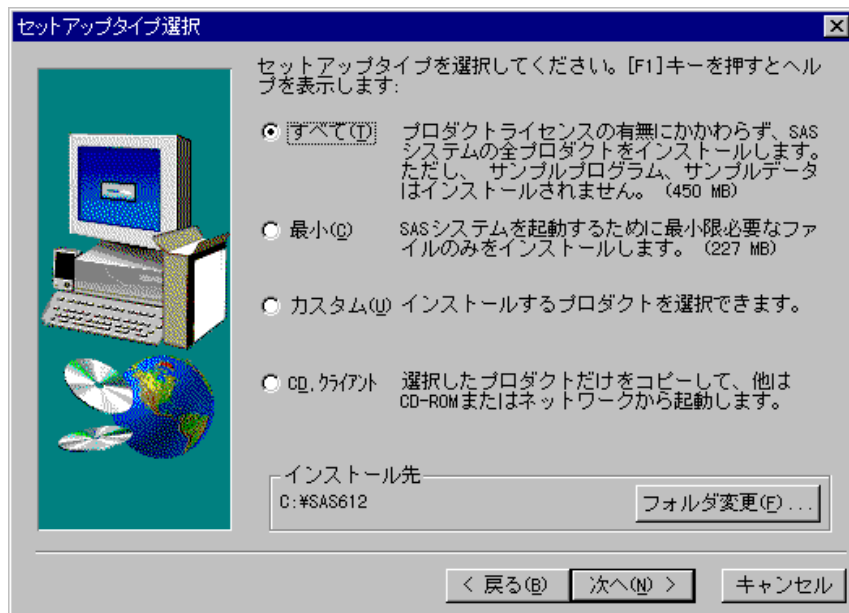 セットアップタイプ選択
セットアップタイプを選択してください。[F1]キーを押すとヘル
プを表示します:
すべて(T)
プロダクトライセンスの有無にかかわらず、SAS
システムの全プロダクトをインストールします。
ただし、 サンプルプログラム、サンプルデータ
はインストールされません。 (450 MB)
最小(C)
SASシステムを起動するために最小限必要なファ
イルのみをインストールします。 (227 MB)
カスタム(U)
インストールするプロダクトを選択できます。
CD,クライアント
選択したプロダクトだけをコピーして、他は
CD-ROMまたはネットワークから起動します。
インストール先
C:¥SAS612
フォルダ変更(F)...
< 戻る(B)
次へ(N) >
キャンセル